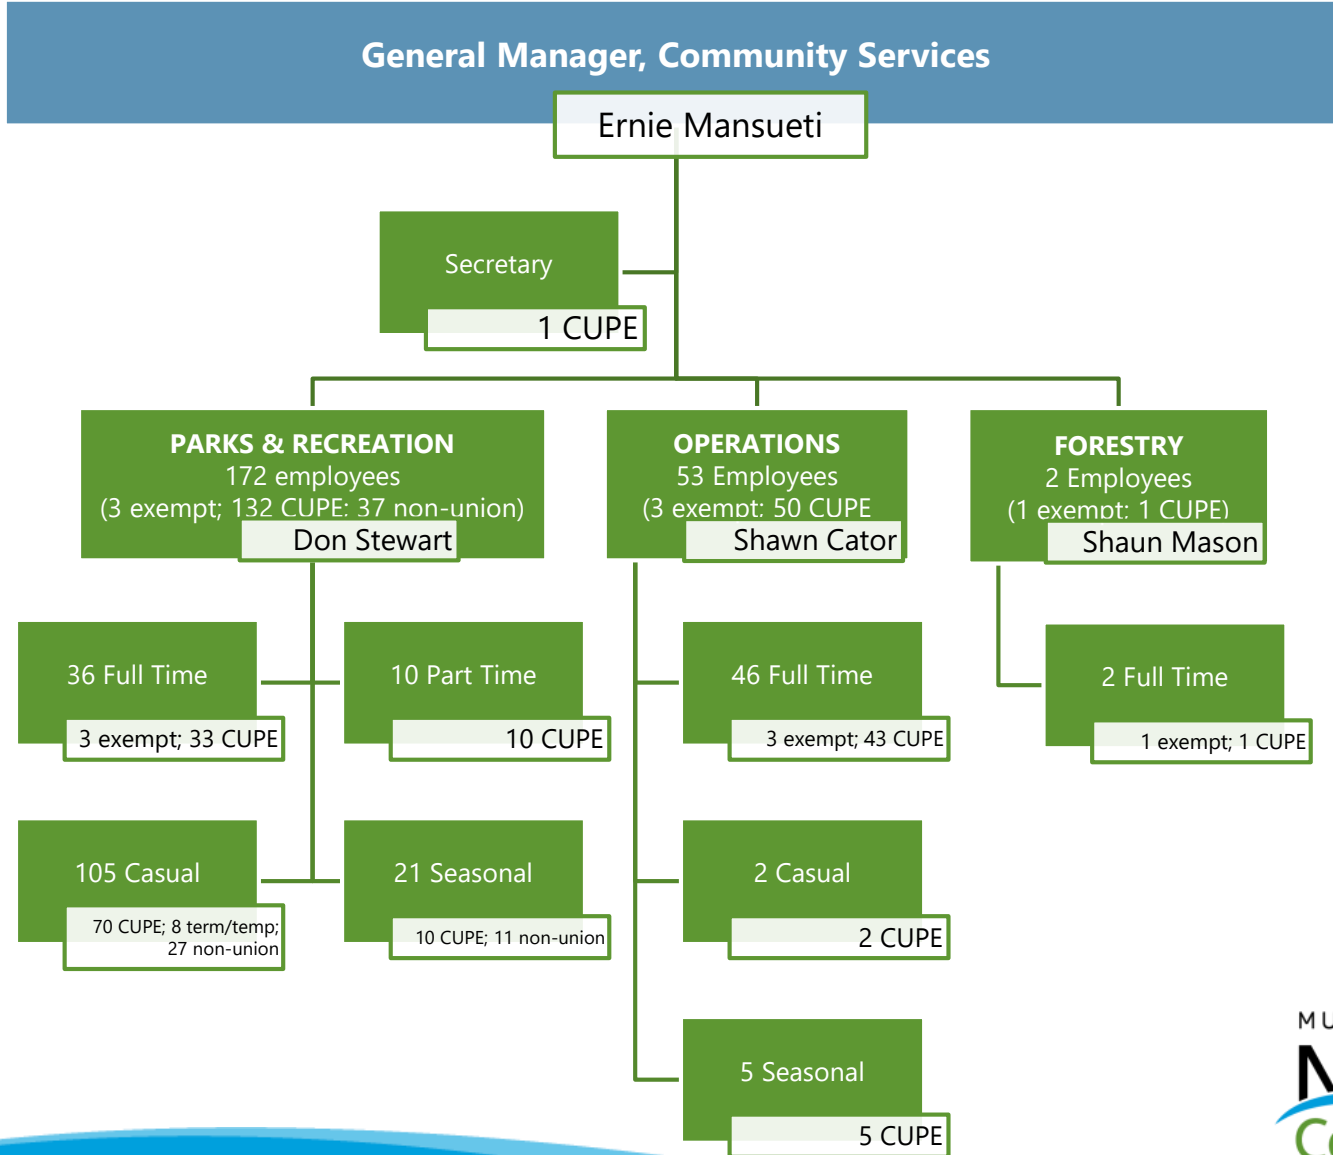 General Manager, Community Services
Ernie Mansueti
Secretary
1 CUPE
PARKS & RECREATION
172 employees
(3 exempt; 132 CUPE; 37 non-union)
Don Stewart
OPERATIONS
53 Employees
(3 exempt; 50 CUPE
Shawn Cator
FORESTRY
2 Employees
(1 exempt; 1 CUPE)
Shaun Mason
36 Full Time
3 exempt; 33 CUPE
10 Part Time
10 CUPE
46 Full Time
3 exempt; 43 CUPE
2 Full Time
1 exempt; 1 CUPE
105 Casual
70 CUPE; 8 term/temp;
27 non-union
21 Seasonal
10 CUPE; 11 non-union
2 Casual
2 CUPE
5 Seasonal
5 CUPE
MU